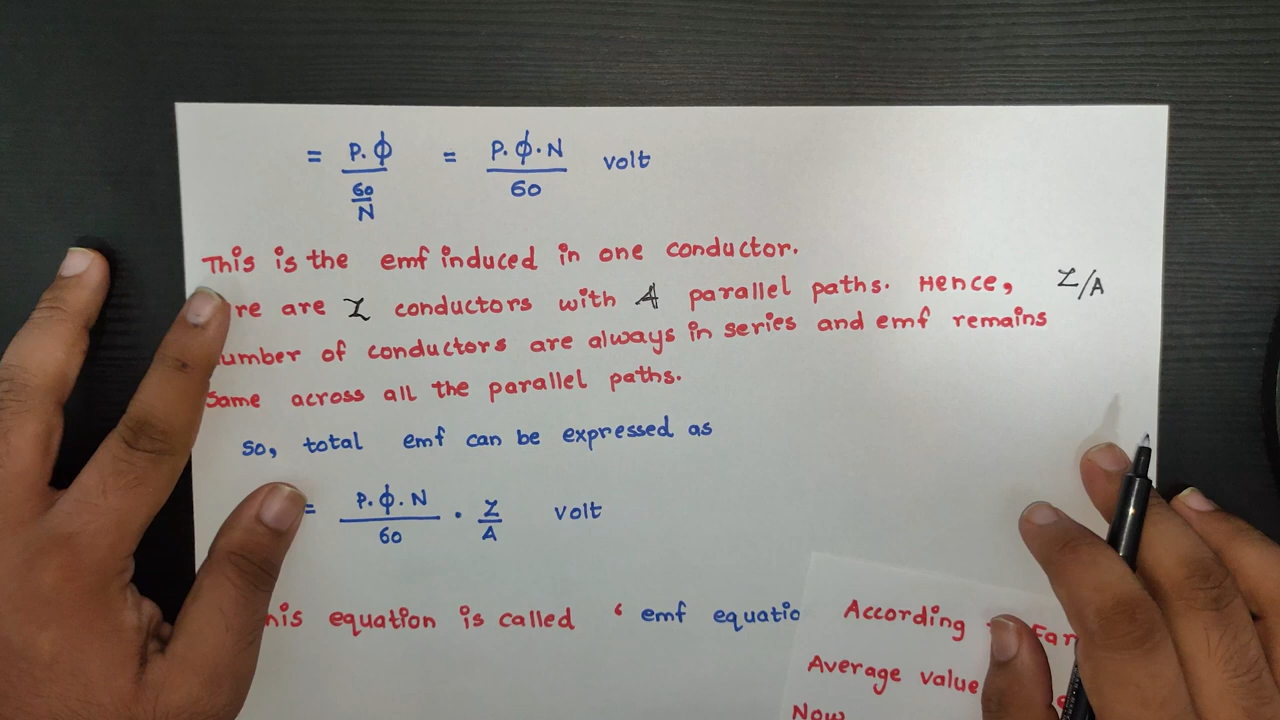 = P.ϕ / (60/N) = P.ϕ.N / 60 volt
This is the emf induced in one conductor.
re are Z conductors with A parallel paths. Hence, Z/A
umber of conductors are always in series and emf remains
Same across all the parallel paths.
So, total emf can be expressed as
= P.ϕ.N / 60 . Z/A volt
his equation is called ‘ emf equatio
According
Average value
Now